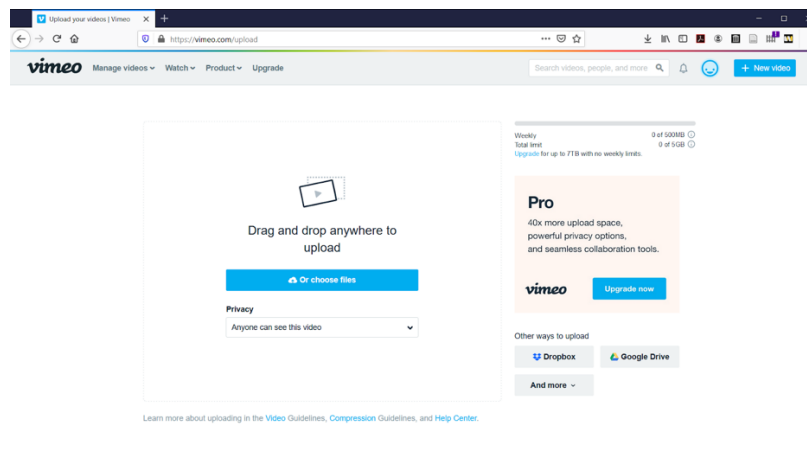 Upload your videos | Vimeo
https://vimeo.com/upload
vimeo Manage videos Watch Product Upgrade
Search videos, people, and more
+ New video
Weekly 0 of 500MB
Total limit 0 of 5GB
Upgrade for up to 7TB with no weekly limits.
Drag and drop anywhere to
upload
Or choose files
Privacy
Anyone can see this video
Pro
40x more upload space,
powerful privacy options,
and seamless collaboration tools.
vimeo Upgrade now
Other ways to upload
Dropbox Google Drive
And more
Learn more about uploading in the Video Guidelines, Compression Guidelines, and Help Center.